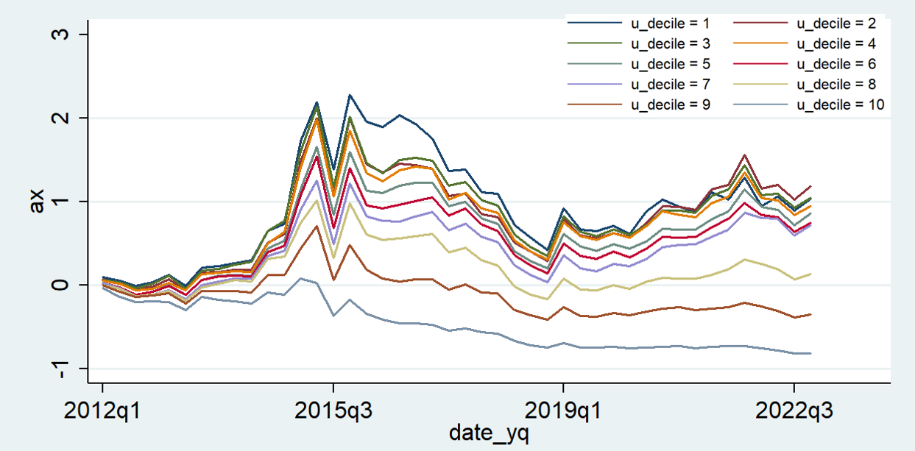 u_decile = 1 u_decile = 2
u_decile = 3 u_decile = 4
u_decile = 5 u_decile = 6
u_decile = 7 u_decile = 8
u_decile = 9 u_decile = 10
3
2
1
0
-1
ax
2012q1 2015q3 2019q1 2022q3
date_yq